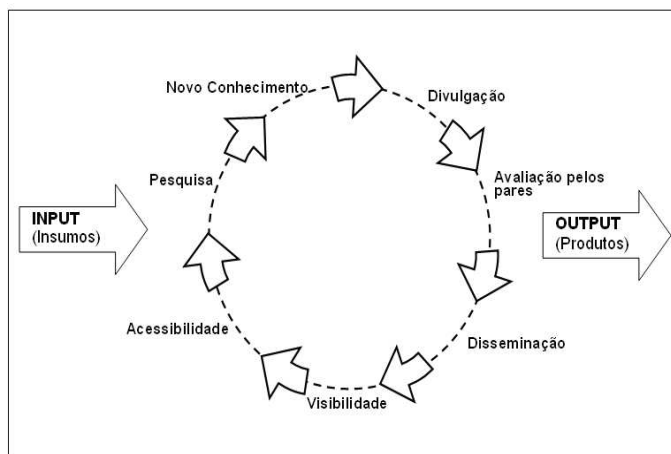 Novo Conhecimento
Divulgação
Pesquisa
Avaliação pelos
pares
INPUT
(Insumos)
OUTPUT
(Produtos)
Acessibilidade
Disseminação
Visibilidade